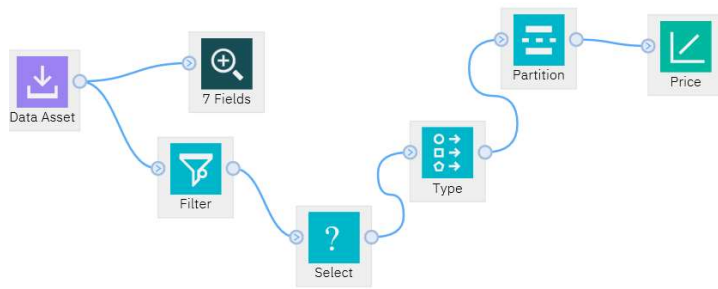 Data Asset
7 Fields
Filter
?
Select
Type
Partition
Price